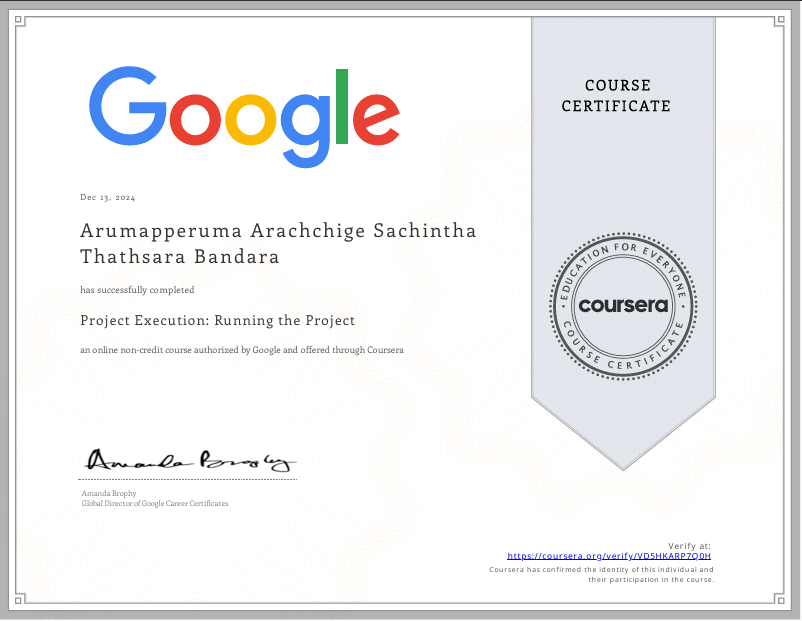 Google
COURSE
CERTIFICATE
Dec 13, 2024
Arumapperuma Arachchige Sachintha
Thathsara Bandara
has successfully completed
Project Execution: Running the Project
an online non-credit course authorized by Google and offered through Coursera
EDUCATION FOR EVERYONE
coursera
COURSE CERTIFICATE
Amanda Brophy
Amanda Brophy
Global Director of Google Career Certificates
Verify at:
https://coursera.org/verify/VD5HKARP7Q0H
Coursera has confirmed the identity of this individual and
their participation in the course.